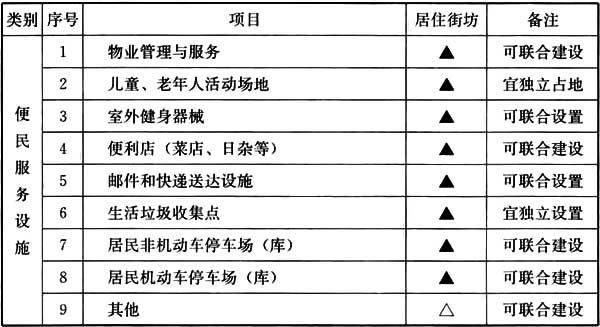 类别 序号 项目 居住街坊 备注
便民服务设施
1 物业管理与服务 ▲ 可联合建设
2 儿童、老年人活动场地 ▲ 宜独立占地
3 室外健身器械 ▲ 可联合设置
4 便利店（菜店、日杂等） ▲ 可联合建设
5 邮件和快递送达设施 ▲ 可联合设置
6 生活垃圾收集点 ▲ 宜独立设置
7 居民非机动车停车场（库） ▲ 可联合建设
8 居民机动车停车场（库） ▲ 可联合建设
9 其他 △ 可联合建设